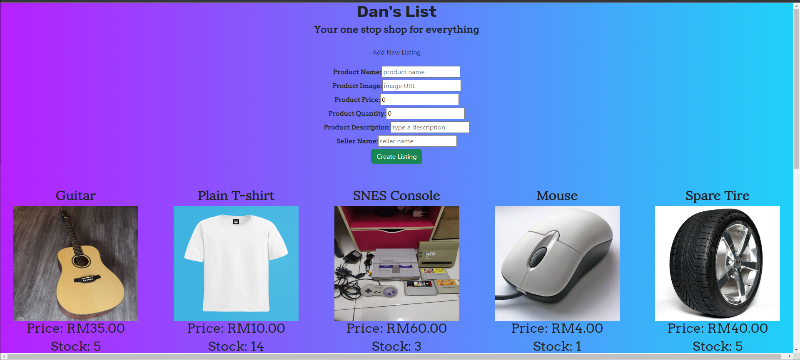 Dan's List
Your one stop shop for everything
Add New Listing
Product Name: product name
Product Image: image URL
Product Price: 0
Product Quantity: 0
Product Description: type a description
Seller Name: seller name
Create Listing
Guitar Plain T-shirt SNES Console Mouse Spare Tire
Price: RM35.00 Price: RM10.00 Price: RM60.00 Price: RM4.00 Price: RM40.00
Stock: 5 Stock: 14 Stock: 3 Stock: 1 Stock: 5